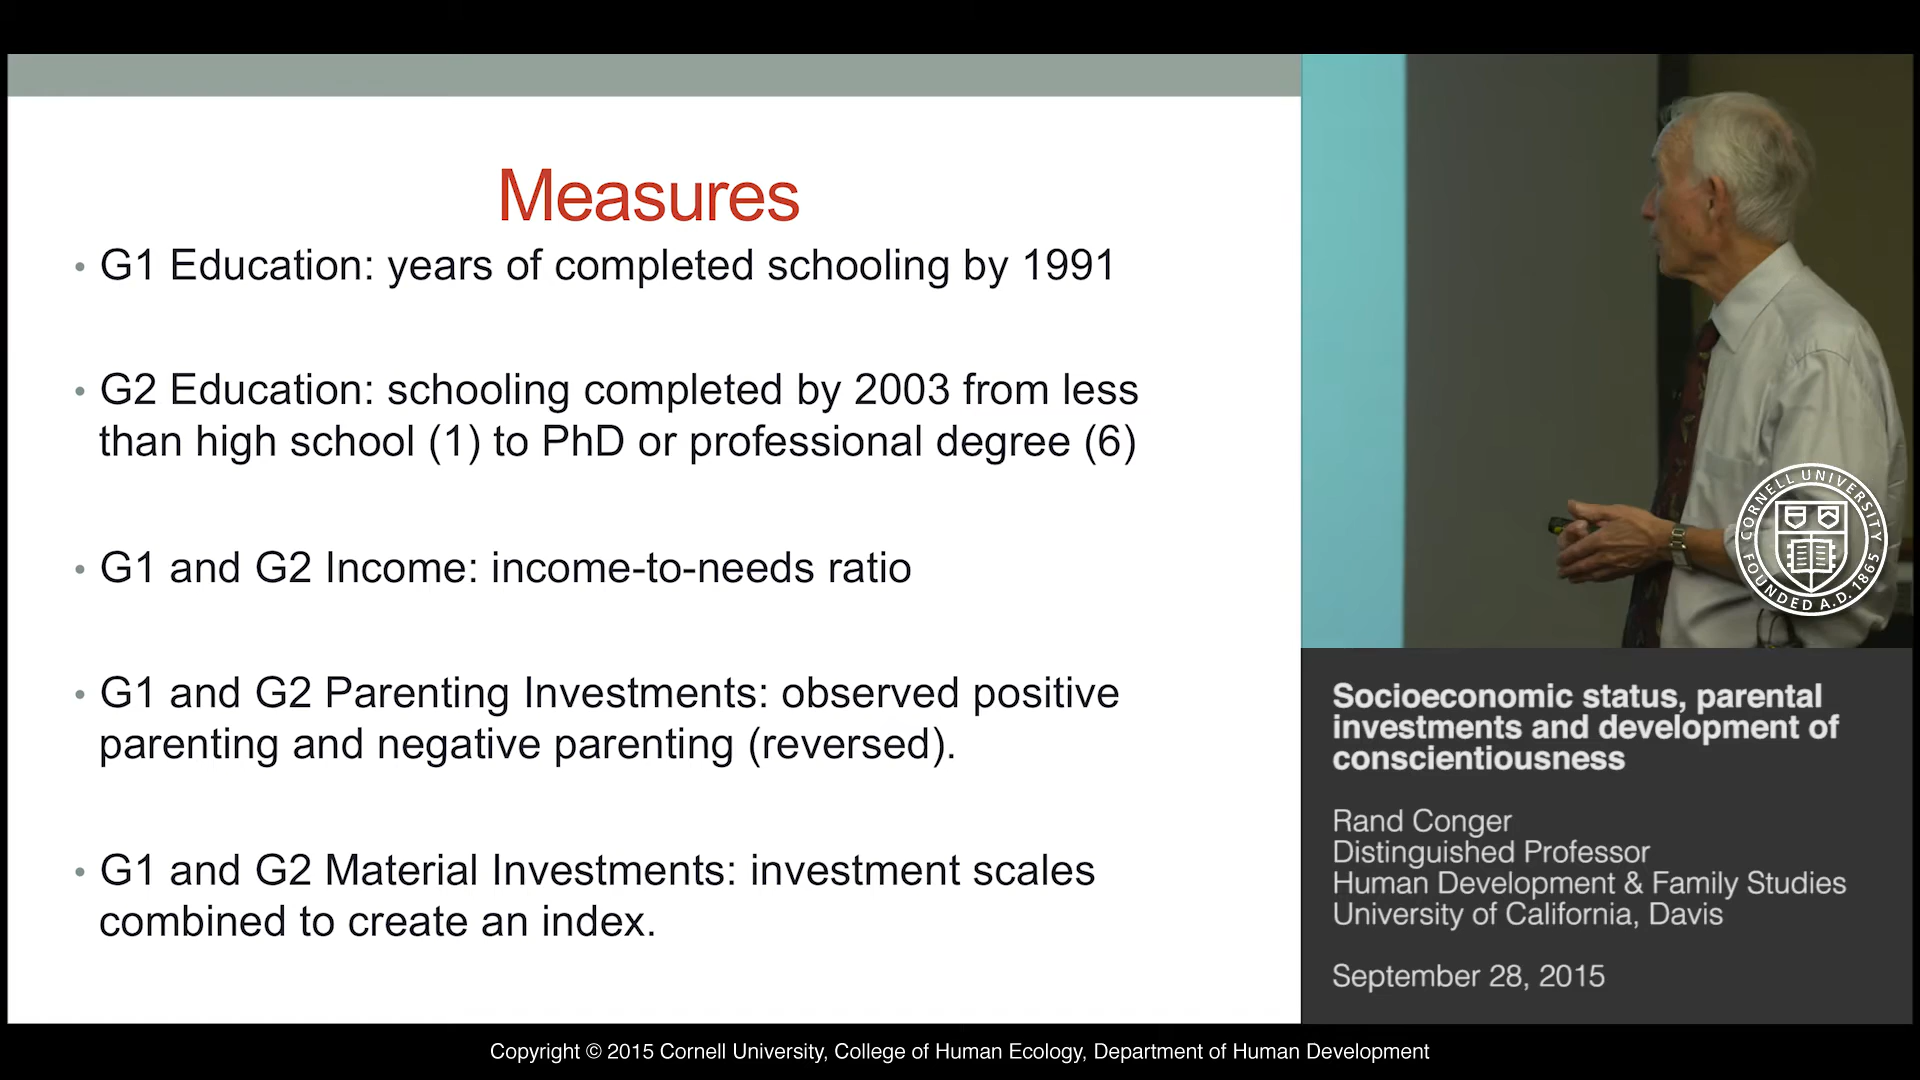 Measures
• G1 Education: years of completed schooling by 1991
• G2 Education: schooling completed by 2003 from less
than high school (1) to PhD or professional degree (6)
• G1 and G2 Income: income-to-needs ratio
• G1 and G2 Parenting Investments: observed positive
parenting and negative parenting (reversed).
• G1 and G2 Material Investments: investment scales
combined to create an index.
CORNELL UNIVERSITY
FOUNDED A.D. 1865
Socioeconomic status, parental
investments and development of
conscientiousness
Rand Conger
Distinguished Professor
Human Development & Family Studies
University of California, Davis
September 28, 2015
Copyright © 2015 Cornell University, College of Human Ecology, Department of Human Development